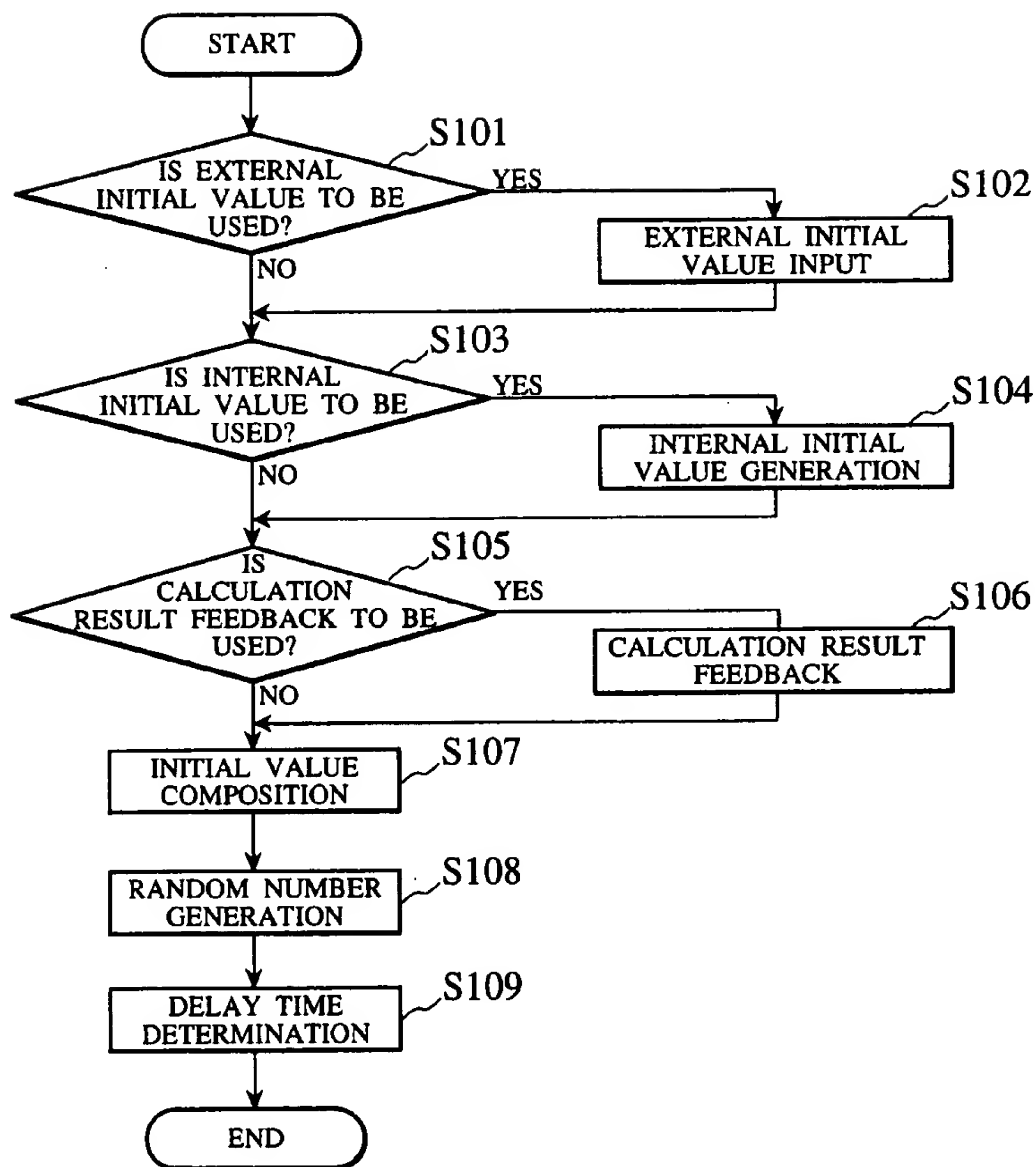 START
S101
IS EXTERNAL
INITIAL VALUE TO BE
USED?
YES
S102
EXTERNAL INITIAL
VALUE INPUT
NO
S103
IS INTERNAL
INITIAL VALUE TO BE
USED?
YES
S104
INTERNAL INITIAL
VALUE GENERATION
NO
S105
IS
CALCULATION
RESULT FEEDBACK TO BE
USED?
YES
S106
CALCULATION RESULT
FEEDBACK
NO
S107
INITIAL VALUE
COMPOSITION
S108
RANDOM NUMBER
GENERATION
S109
DELAY TIME
DETERMINATION
END